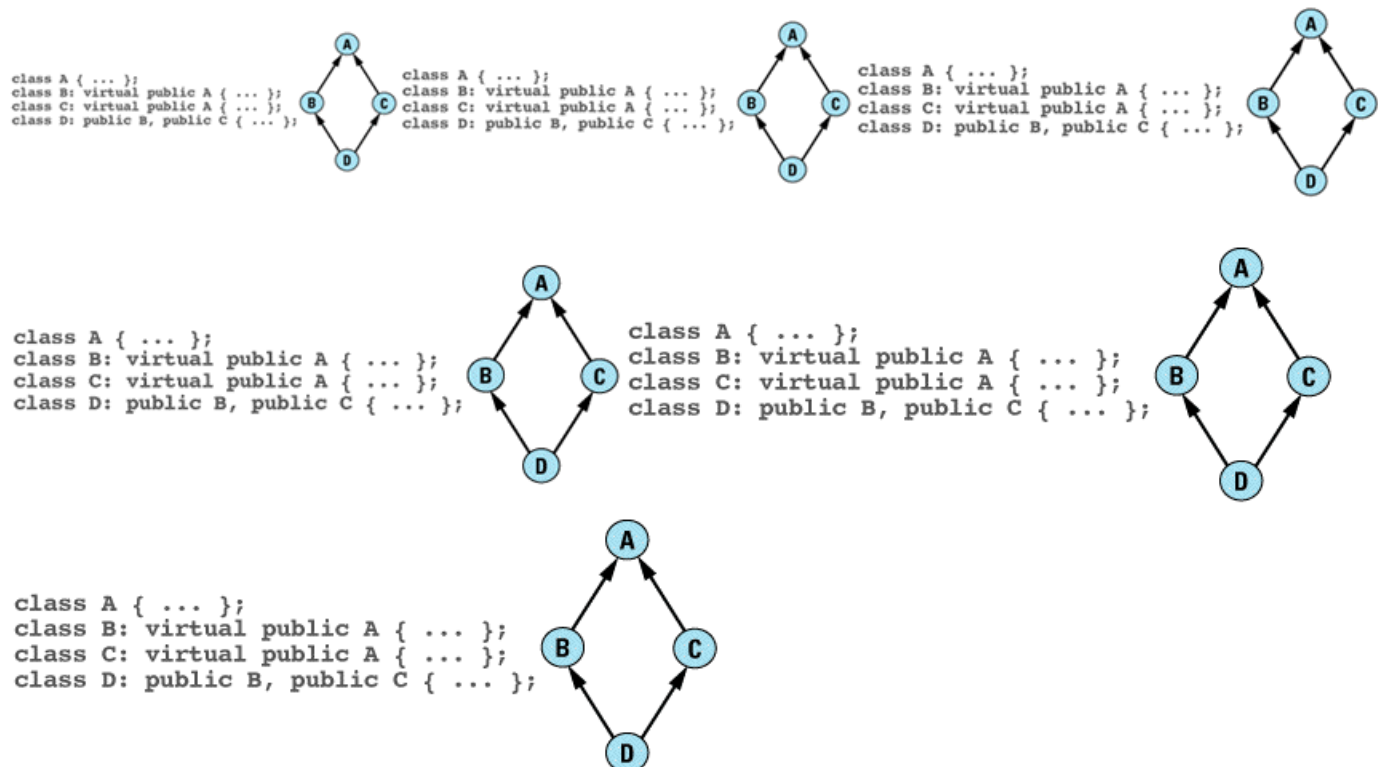 A
class A { ... };
class B: virtual public A { ... };
class C: virtual public A { ... };
class D: public B, public C { ... };
B
C
D
A
class A { ... };
class B: virtual public A { ... };
class C: virtual public A { ... };
class D: public B, public C { ... };
B
C
D
A
class A { ... };
class B: virtual public A { ... };
class C: virtual public A { ... };
class D: public B, public C { ... };
B
C
D
A
class A { ... };
class B: virtual public A { ... };
class C: virtual public A { ... };
class D: public B, public C { ... };
B
C
D
A
class A { ... };
class B: virtual public A { ... };
class C: virtual public A { ... };
class D: public B, public C { ... };
B
C
D
A
class A { ... };
class B: virtual public A { ... };
class C: virtual public A { ... };
class D: public B, public C { ... };
B
C
D